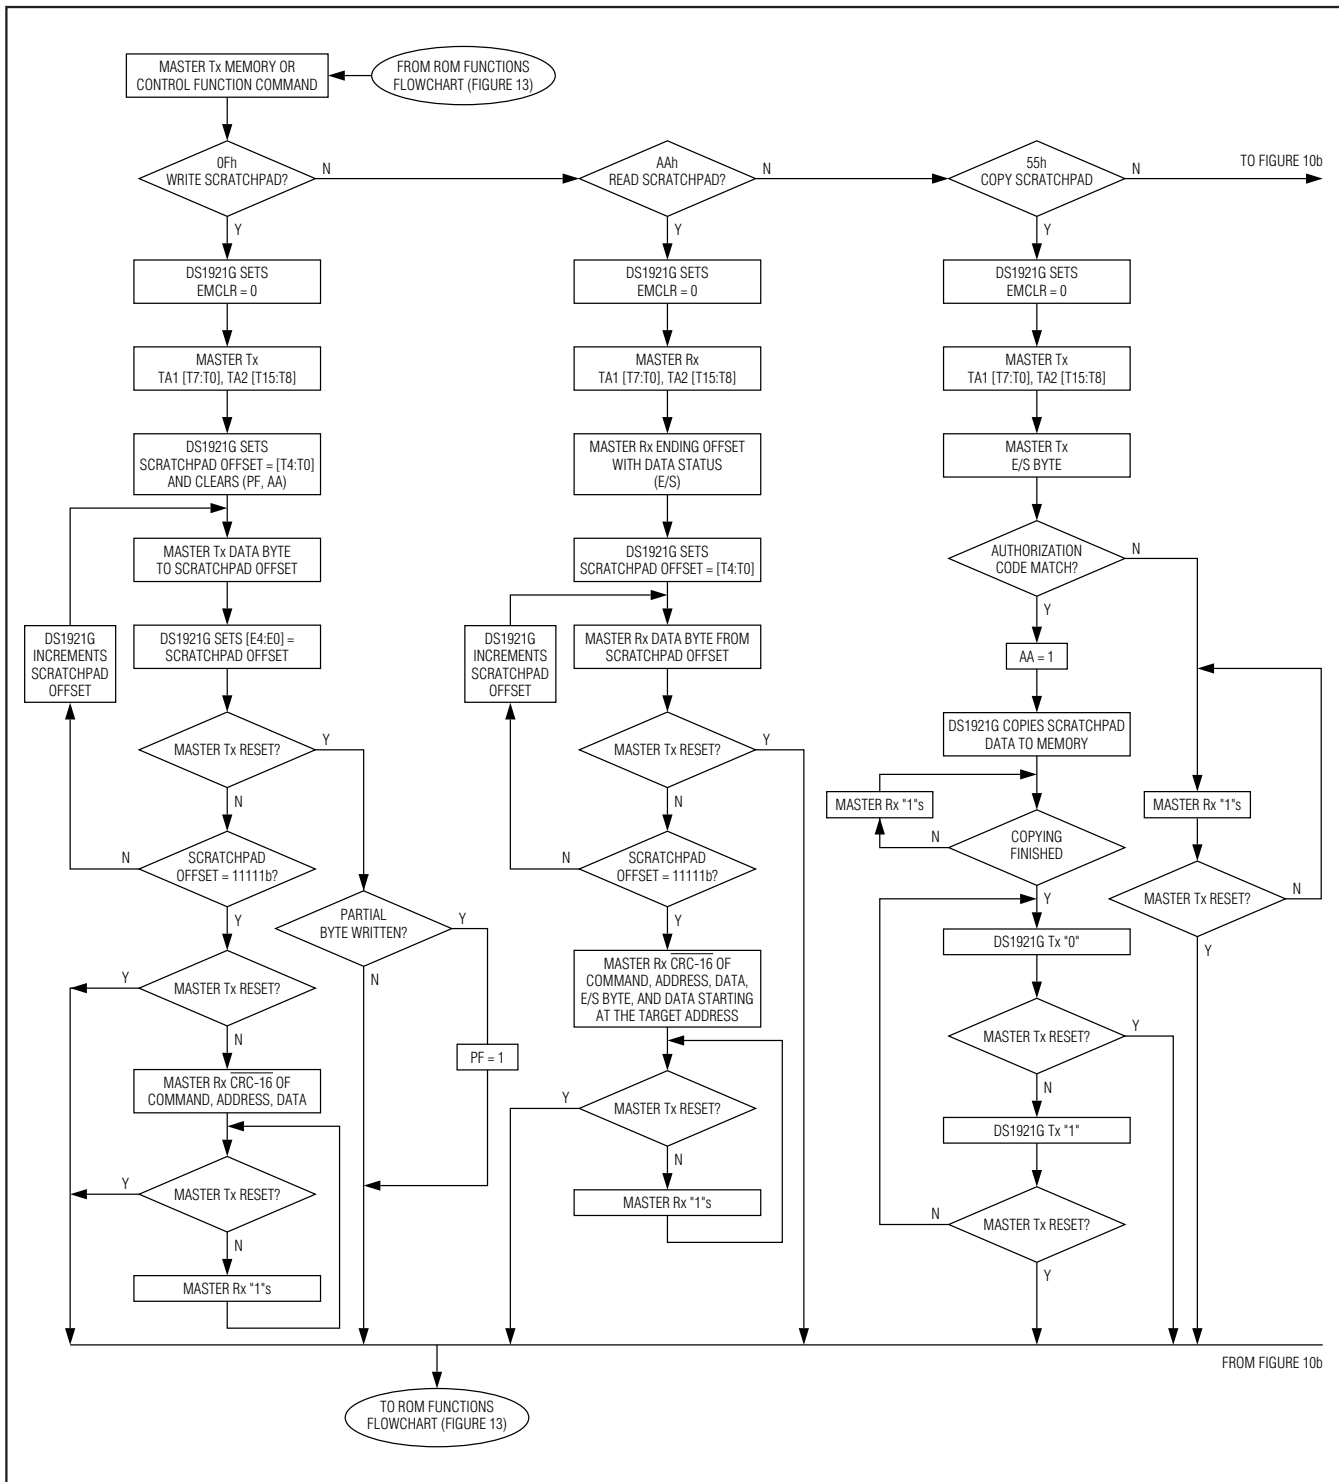 MASTER Tx MEMORY OR
CONTROL FUNCTION COMMAND
FROM ROM FUNCTIONS
FLOWCHART (FIGURE 13)
0Fh
WRITE SCRATCHPAD?
N
Y
DS1921G SETS
EMCLR = 0
MASTER Tx
TA1 [T7:T0], TA2 [T15:T8]
DS1921G SETS
SCRATCHPAD OFFSET = [T4:T0]
AND CLEARS (PF, AA)
MASTER Tx DATA BYTE
TO SCRATCHPAD OFFSET
DS1921G SETS [E4:E0] =
SCRATCHPAD OFFSET
DS1921G
INCREMENTS
SCRATCHPAD
OFFSET
MASTER Tx RESET?
Y
N
SCRATCHPAD
OFFSET = 11111b?
N
Y
PARTIAL
BYTE WRITTEN?
Y
N
PF = 1
MASTER Tx RESET?
Y
N
MASTER Rx CRC-16 OF
COMMAND, ADDRESS, DATA
MASTER Tx RESET?
Y
N
MASTER Rx "1"s
AAh
READ SCRATCHPAD?
N
Y
DS1921G SETS
EMCLR = 0
MASTER Rx
TA1 [T7:T0], TA2 [T15:T8]
MASTER Rx ENDING OFFSET
WITH DATA STATUS
(E/S)
DS1921G SETS
SCRATCHPAD OFFSET = [T4:T0]
MASTER Rx DATA BYTE FROM
SCRATCHPAD OFFSET
DS1921G
INCREMENTS
SCRATCHPAD
OFFSET
MASTER Tx RESET?
Y
N
SCRATCHPAD
OFFSET = 11111b?
N
Y
MASTER Rx CRC-16 OF
COMMAND, ADDRESS, DATA,
E/S BYTE, AND DATA STARTING
AT THE TARGET ADDRESS
MASTER Tx RESET?
Y
N
MASTER Rx "1"s
55h
COPY SCRATCHPAD
N
Y
TO FIGURE 10b
DS1921G SETS
EMCLR = 0
MASTER Tx
TA1 [T7:T0], TA2 [T15:T8]
MASTER Tx
E/S BYTE
AUTHORIZATION
CODE MATCH?
N
Y
AA = 1
DS1921G COPIES SCRATCHPAD
DATA TO MEMORY
MASTER Rx "1"s
COPYING
FINISHED
N
Y
DS1921G Tx "0"
MASTER Tx RESET?
Y
N
DS1921G Tx "1"
MASTER Tx RESET?
N
Y
MASTER Rx "1"s
MASTER Tx RESET?
N
Y
FROM FIGURE 10b
TO ROM FUNCTIONS
FLOWCHART (FIGURE 13)